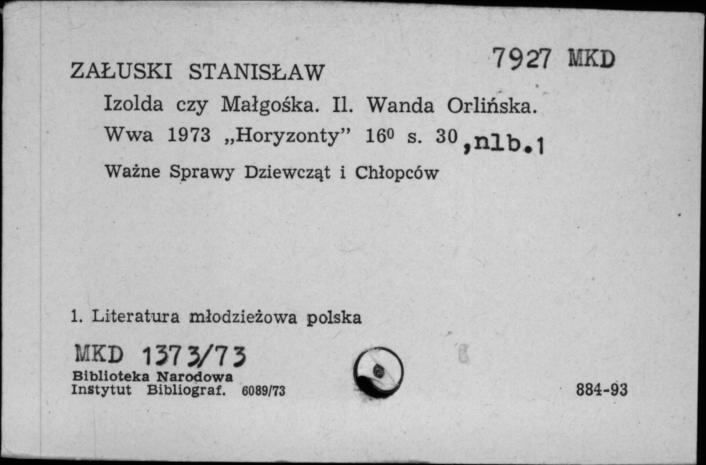 7927 MKD
ZAŁUSKI STANISŁAW
Izolda czy Małgośka. Il. Wanda Orlińska.
Wwa 1973 „Horyzonty” 16⁰ s. 30, nlb. 1
Ważne Sprawy Dziewcząt i Chłopców
1. Literatura młodzieżowa polska
MKD 1373/73
Biblioteka Narodowa
Instytut Bibliograf. 6089/73
884-93